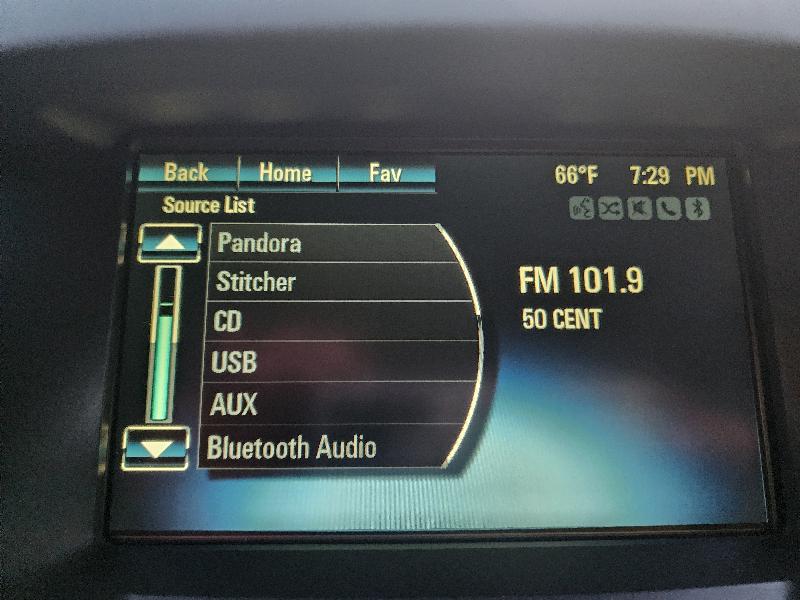 Back Home Fav 66°F 7:29 PM
Source List
Pandora
Stitcher
CD
USB
AUX
Bluetooth Audio
FM 101.9
50 CENT